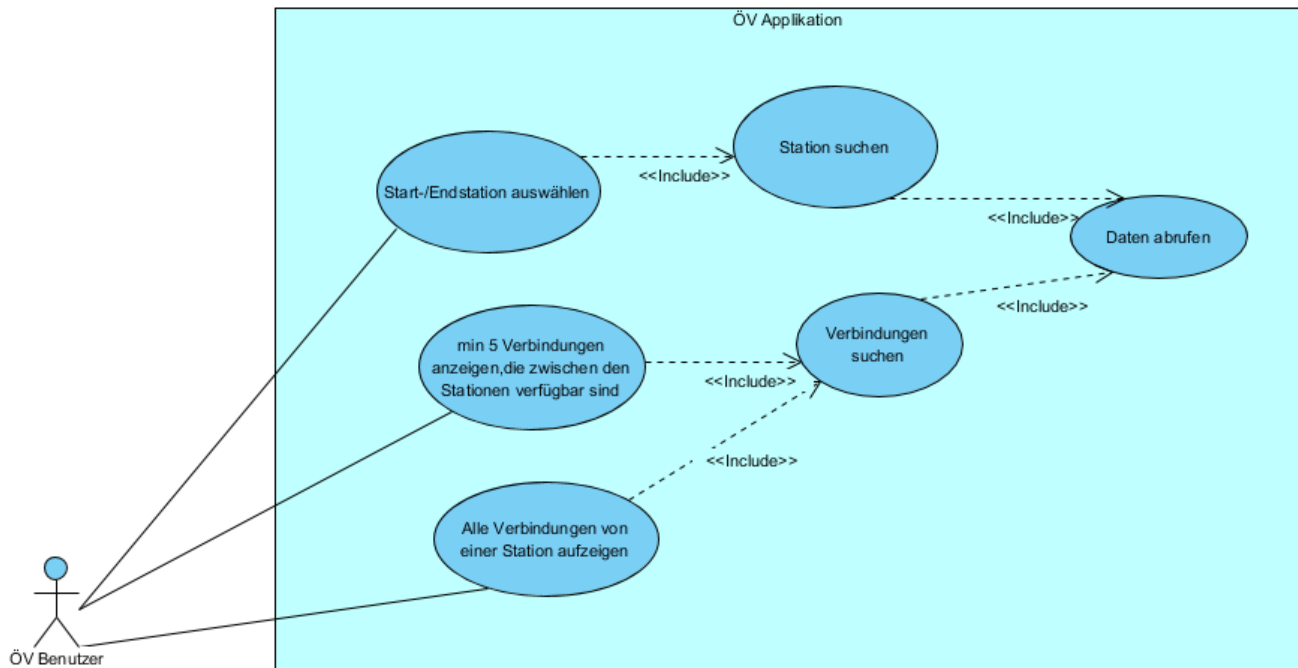 ÖV Applikation
Station suchen
<<Include>>
Start-/Endstation auswählen
<<Include>>
Daten abrufen
<<Include>>
min 5 Verbindungen
anzeigen,die zwischen den
Stationen verfügbar sind
<<Include>>
Verbindungen
suchen
<<Include>>
Alle Verbindungen von
einer Station aufzeigen
ÖV Benutzer